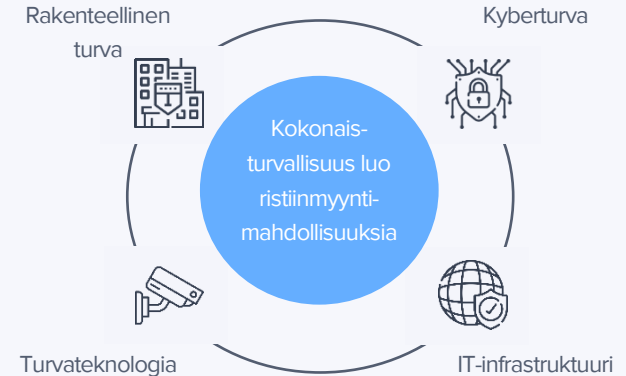 Rakenteellinen
turva
Kyberturva
Kokonais-
turvallisuus luo
ristiinmyynti-
mahdollisuuksia
Turvateknologia
IT-infrastruktuuri